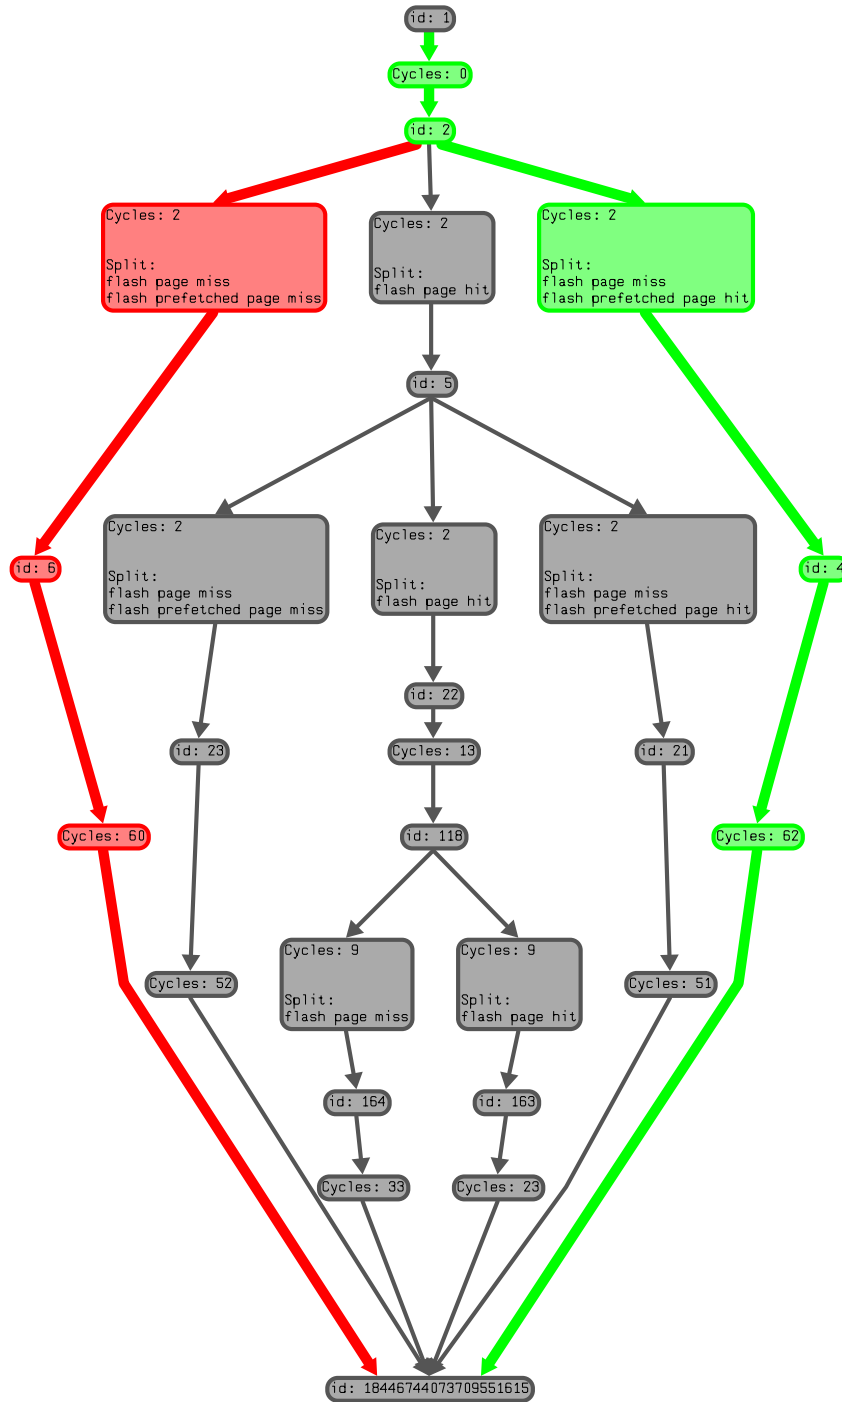 id: 1
Cycles: 0
id: 2
Cycles: 2
Split:
flash page miss
flash prefetched page miss
Cycles: 2
Split:
flash page hit
Cycles: 2
Split:
flash page miss
flash prefetched page hit
id: 5
Cycles: 2
Split:
flash page miss
flash prefetched page miss
Cycles: 2
Split:
flash page hit
Cycles: 2
Split:
flash page miss
flash prefetched page hit
id: 6
id: 4
id: 22
id: 23
Cycles: 13
id: 21
Cycles: 60
id: 118
Cycles: 62
Cycles: 9
Split:
flash page miss
Cycles: 9
Split:
flash page hit
Cycles: 52
Cycles: 51
id: 164
id: 163
Cycles: 33
Cycles: 23
id: 18446744073709551615